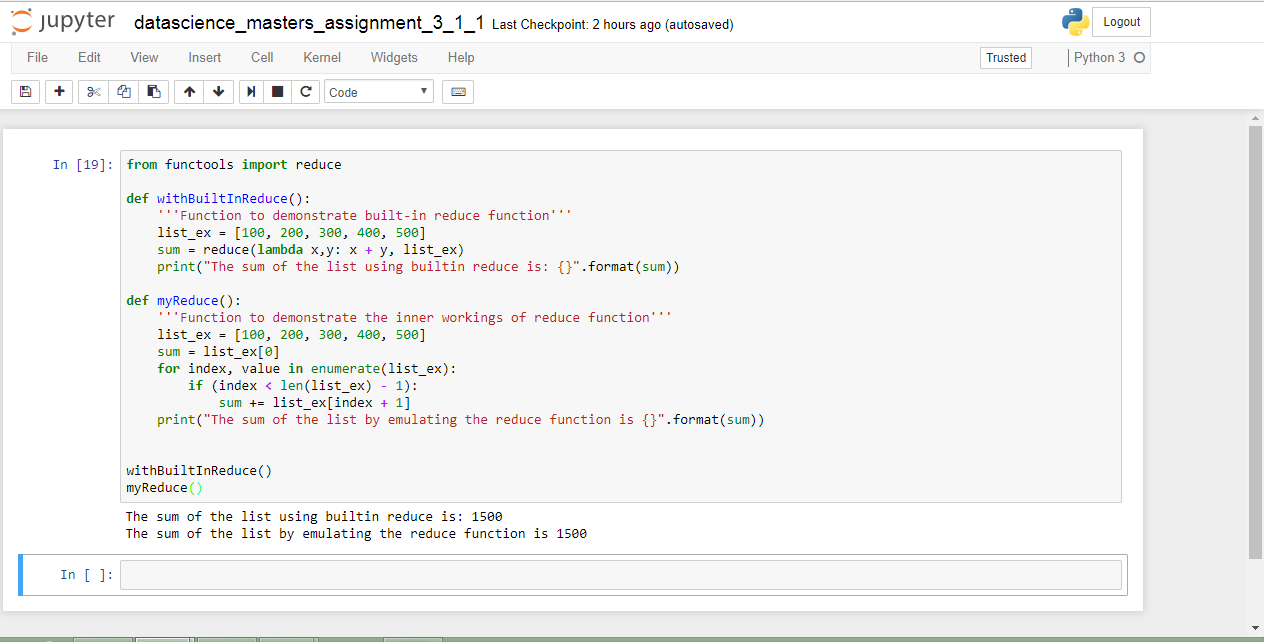 jupyter datascience_masters_assignment_3_1_1 Last Checkpoint: 2 hours ago (autosaved) Logout
File Edit View Insert Cell Kernel Widgets Help Trusted Python 3
Code
In [19]: from functools import reduce
def withBuiltInReduce():
    '''Function to demonstrate built-in reduce function'''
    list_ex = [100, 200, 300, 400, 500]
    sum = reduce(lambda x,y: x + y, list_ex)
    print("The sum of the list using builtin reduce is: {}".format(sum))
def myReduce():
    '''Function to demonstrate the inner workings of reduce function'''
    list_ex = [100, 200, 300, 400, 500]
    sum = list_ex[0]
    for index, value in enumerate(list_ex):
        if (index < len(list_ex) - 1):
            sum += list_ex[index + 1]
    print("The sum of the list by emulating the reduce function is {}".format(sum))
withBuiltInReduce()
myReduce()
The sum of the list using builtin reduce is: 1500
The sum of the list by emulating the reduce function is 1500
In [ ]: